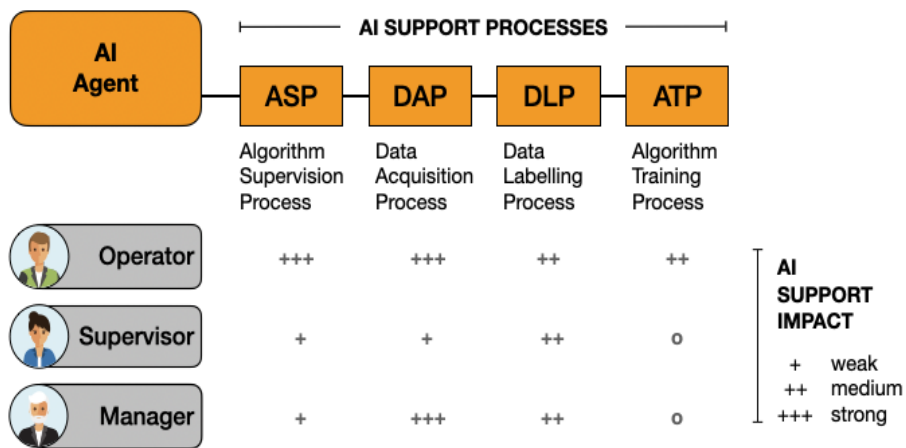 AI SUPPORT PROCESSES
AI
Agent
ASP
DAP
DLP
ATP
Algorithm
Supervision
Process
Data
Acquisition
Process
Data
Labelling
Process
Algorithm
Training
Process
Operator +++ +++ ++ ++
Supervisor + + ++ o
Manager + +++ ++ o
AI
SUPPORT
IMPACT
+ weak
++ medium
+++ strong